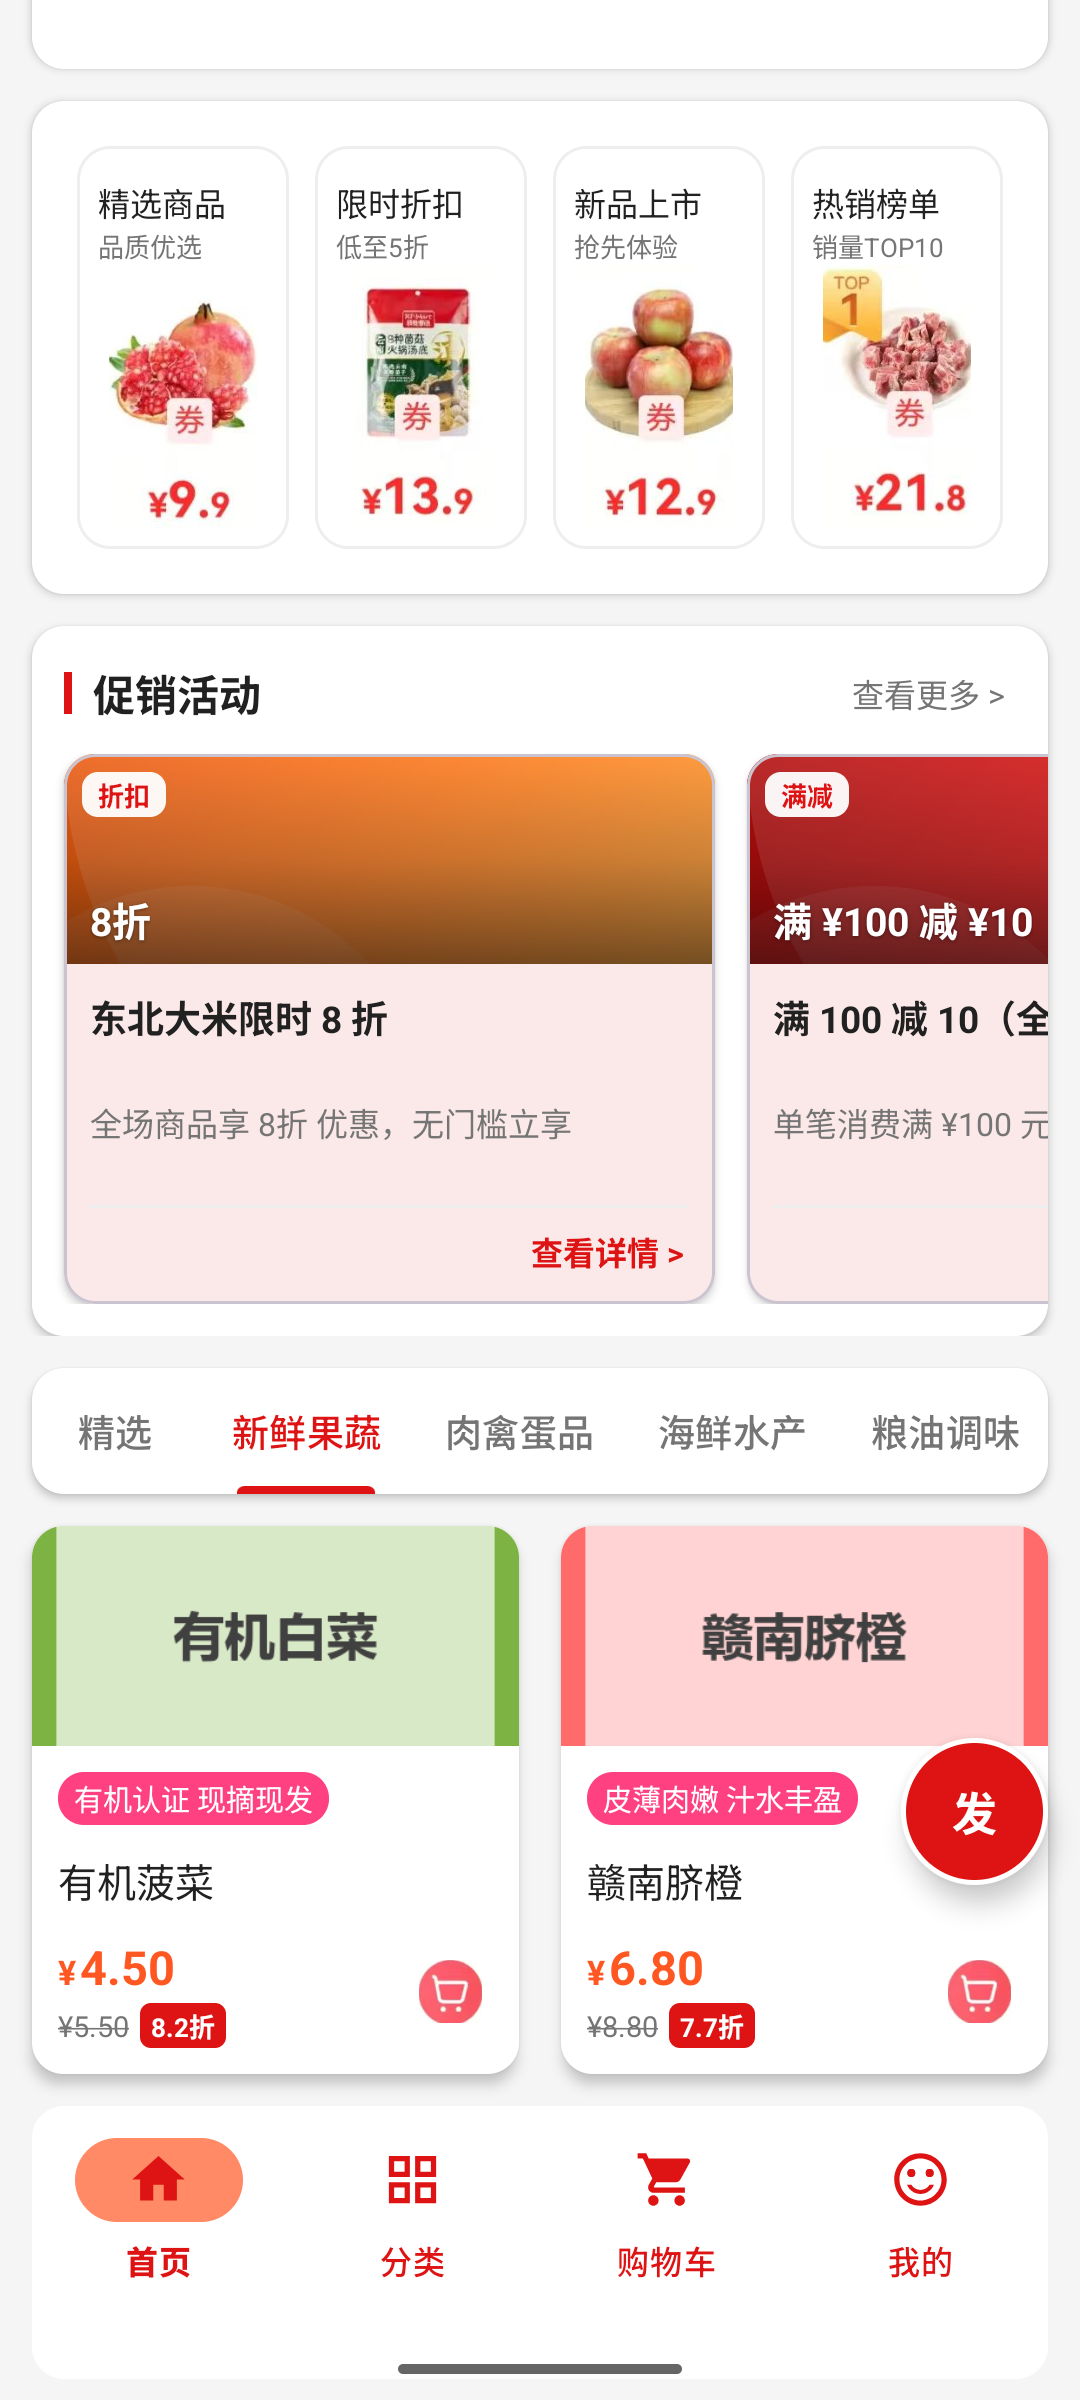 精选商品
品质优选
券
¥9.9
限时折扣
低至5折
8种菌菇
火锅汤底
券
¥13.9
新品上市
抢先体验
券
¥12.9
热销榜单
销量TOP10
TOP
1
券
¥21.8
促销活动
查看更多 >
折扣
8折
东北大米限时 8 折
全场商品享 8折 优惠，无门槛立享
查看详情 >
满减
满 ¥100 减 ¥10
满 100 减 10（全
单笔消费满 ¥100 元
精选
新鲜果蔬
肉禽蛋品
海鲜水产
粮油调味
有机白菜
有机认证 现摘现发
有机菠菜
¥4.50
¥5.50
8.2折
赣南脐橙
皮薄肉嫩 汁水丰盈
赣南脐橙
¥6.80
¥8.80
7.7折
发
首页
分类
购物车
我的